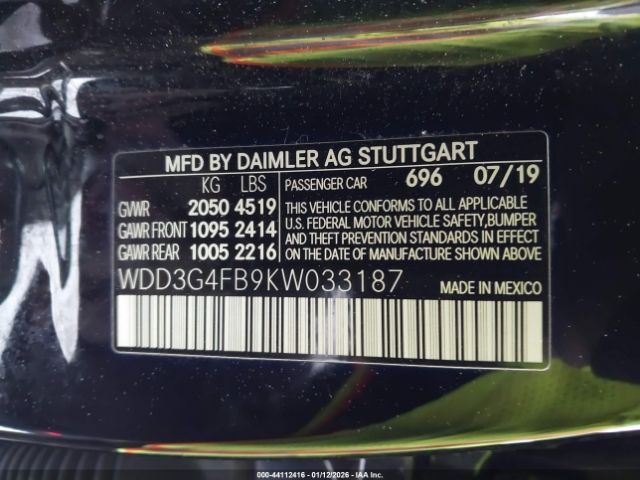 MFD BY DAIMLER AG STUTTGART
KG LBS PASSENGER CAR 696 07/19
GVWR 2050 4519 THIS VEHICLE CONFORMS TO ALL APPLICABLE
GAWR FRONT 1095 2414 U.S. FEDERAL MOTOR VEHICLE SAFETY,BUMPER
GAWR REAR 1005 2216 AND THEFT PREVENTION STANDARDS IN EFFECT
ON THE DATE OF MANUFACTURE SHOWN ABOVE.
WDD3G4FB9KW033187 MADE IN MEXICO
000-44112416 - 01/12/2026 - IAA Inc.